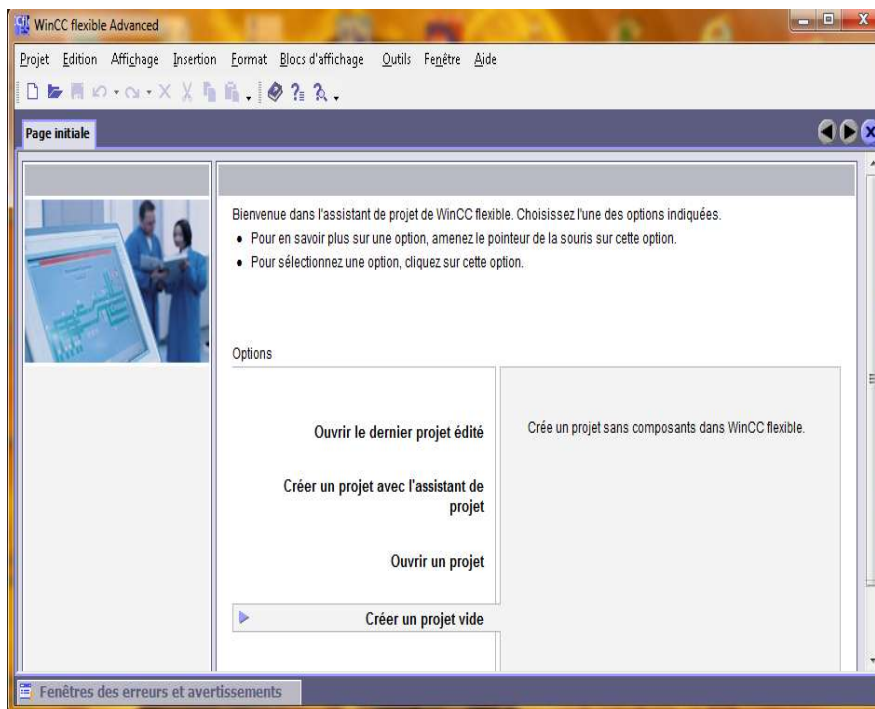 WinCC flexible Advanced
Projet Edition Affichage Insertion Format Blocs d'affichage Outils Fenêtre Aide
Page initiale
Bienvenue dans l'assistant de projet de WinCC flexible. Choisissez l'une des options indiquées.
• Pour en savoir plus sur une option, amenez le pointeur de la souris sur cette option.
• Pour sélectionnez une option, cliquez sur cette option.
Options
Ouvrir le dernier projet édité
Créer un projet avec l'assistant de
projet
Ouvrir un projet
Créer un projet vide
Crée un projet sans composants dans WinCC flexible.
Fenêtres des erreurs et avertissements